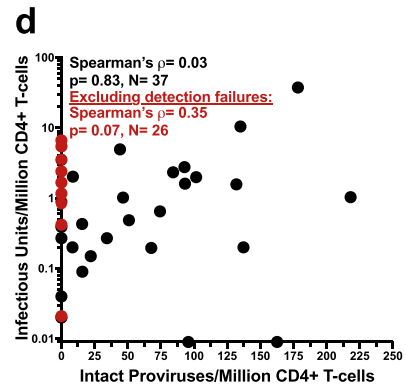 d
Spearman's ρ= 0.03
p= 0.83, N= 37
Excluding detection failures:
Spearman's ρ= 0.35
p= 0.07, N= 26
Infectious Units/Million CD4+ T-cells
100
10
1
0.1
0.01
0 25 50 75 100 125 150 175 200 225 250
Intact Proviruses/Million CD4+ T-cells